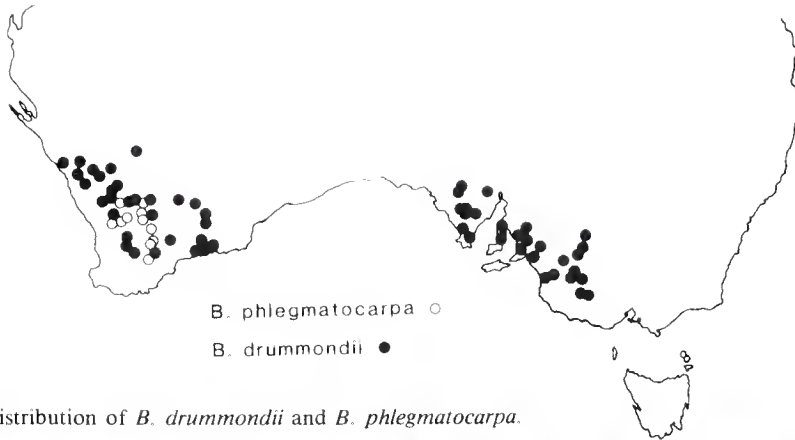 B. phlegmatocarpa
B. drummondii
istribution of B. drummondii and B. phlegmatocarpa.